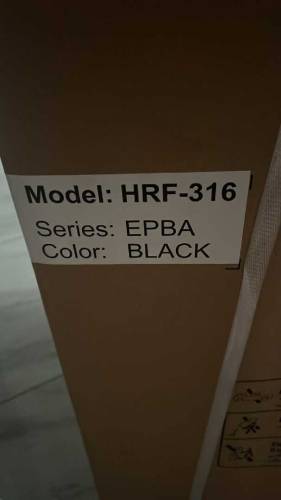 Model: HRF-316
Series: EPBA
Color: BLACK